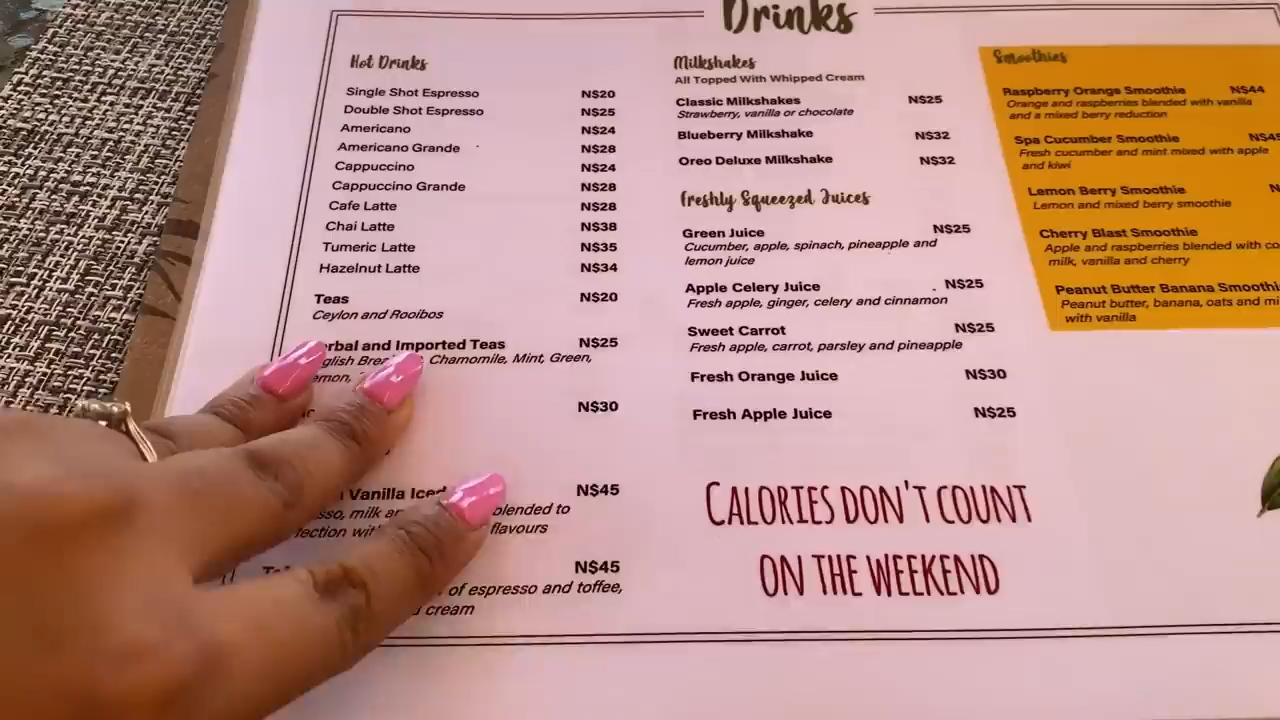 Drinks
Hot Drinks
Single Shot Espresso N$20
Double Shot Espresso N$25
Americano N$24
Americano Grande N$28
Cappuccino N$24
Cappuccino Grande N$28
Cafe Latte N$28
Chai Latte N$38
Tumeric Latte N$35
Hazelnut Latte N$34
Teas N$20
Ceylon and Rooibos
and Imported Teas N$25
Chamomile, Mint, Green,
N$30
Vanilla Iced N$45
milk blended to
flavours
N$45
of espresso and toffee,
cream
Milkshakes
All Topped With Whipped Cream
Classic Milkshakes N$25
Strawberry, vanilla or chocolate
Blueberry Milkshake N$32
Oreo Deluxe Milkshake N$32
Freshly Squeezed Juices
Green Juice N$25
Cucumber, apple, spinach, pineapple and
lemon juice
Apple Celery Juice N$25
Fresh apple, ginger, celery and cinnamon
Sweet Carrot N$25
Fresh apple, carrot, parsley and pineapple
Fresh Orange Juice N$30
Fresh Apple Juice N$25
CALORIES DON'T COUNT
ON THE WEEKEND
Smoothies
Raspberry Orange Smoothie N$44
Orange and raspberries blended with vanilla
and a mixed berry reduction
Spa Cucumber Smoothie
Fresh cucumber and mint mixed with apple
and kiwi
Lemon Berry Smoothie
Lemon and mixed berry smoothie
Cherry Blast Smoothie
Apple and raspberries blended with
milk, vanilla and cherry
Peanut Butter Banana
Peanut butter, banana, oats and
with vanilla